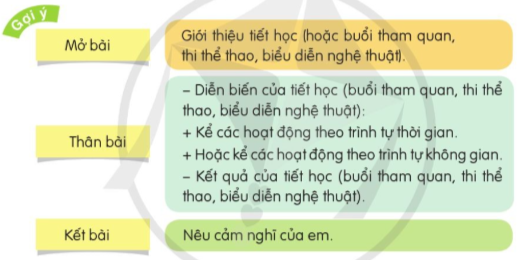 Gợi ý
Mở bài
Giới thiệu tiết học (hoặc buổi tham quan,
thi thể thao, biểu diễn nghệ thuật).
Thân bài
– Diễn biến của tiết học (buổi tham quan, thi thể
thao, biểu diễn nghệ thuật):
+ Kể các hoạt động theo trình tự thời gian.
+ Hoặc kể các hoạt động theo trình tự không gian.
– Kết quả của tiết học (buổi tham quan, thi thể
thao, biểu diễn nghệ thuật).
Kết bài
Nêu cảm nghĩ của em.